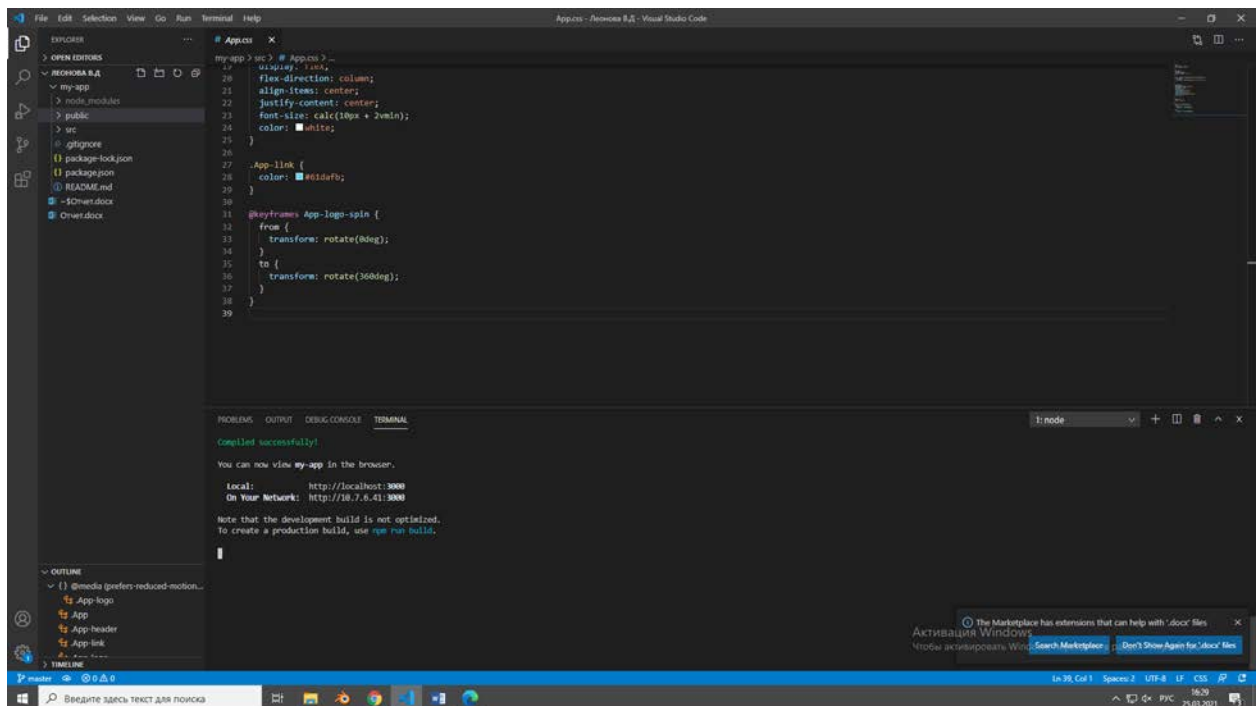 File Edit Selection View Go Run Terminal Help
App.css - Леонова В.Д - Visual Studio Code
EXPLORER
# App.css
OPEN EDITORS
my-app > src > # App.css > ...
ЛЕОНОВА В.Д
my-app
node_modules
public
src
.gitignore
{} package-lock.json
{} package.json
README.md
~$Отчет.docx
Отчет.docx
19 display: flex;
20 flex-direction: column;
21 align-items: center;
22 justify-content: center;
23 font-size: calc(10px + 2vmin);
24 color: white;
25 }
26
27 .App-link {
28 color: #61dafb;
29 }
30
31 @keyframes App-logo-spin {
32 from {
33 transform: rotate(0deg);
34 }
35 to {
36 transform: rotate(360deg);
37 }
38 }
39
PROBLEMS OUTPUT DEBUG CONSOLE TERMINAL
1: node
Compiled successfully!
You can now view my-app in the browser.
Local: http://localhost:3000
On Your Network: http://10.7.6.41:3000
Note that the development build is not optimized.
To create a production build, use npm run build.
OUTLINE
{} @media (prefers-reduced-motion...
.App-logo
.App
.App-header
.App-link
TIMELINE
The Marketplace has extensions that can help with '.docx' files
Активация Windows
Чтобы активировать
Search Marketplace
Don't Show Again for '.docx' files
master 0 0
Ln 39, Col 1 Spaces: 2 UTF-8 LF CSS
Введите здесь текст для поиска
РУС
16:29
25.03.2021